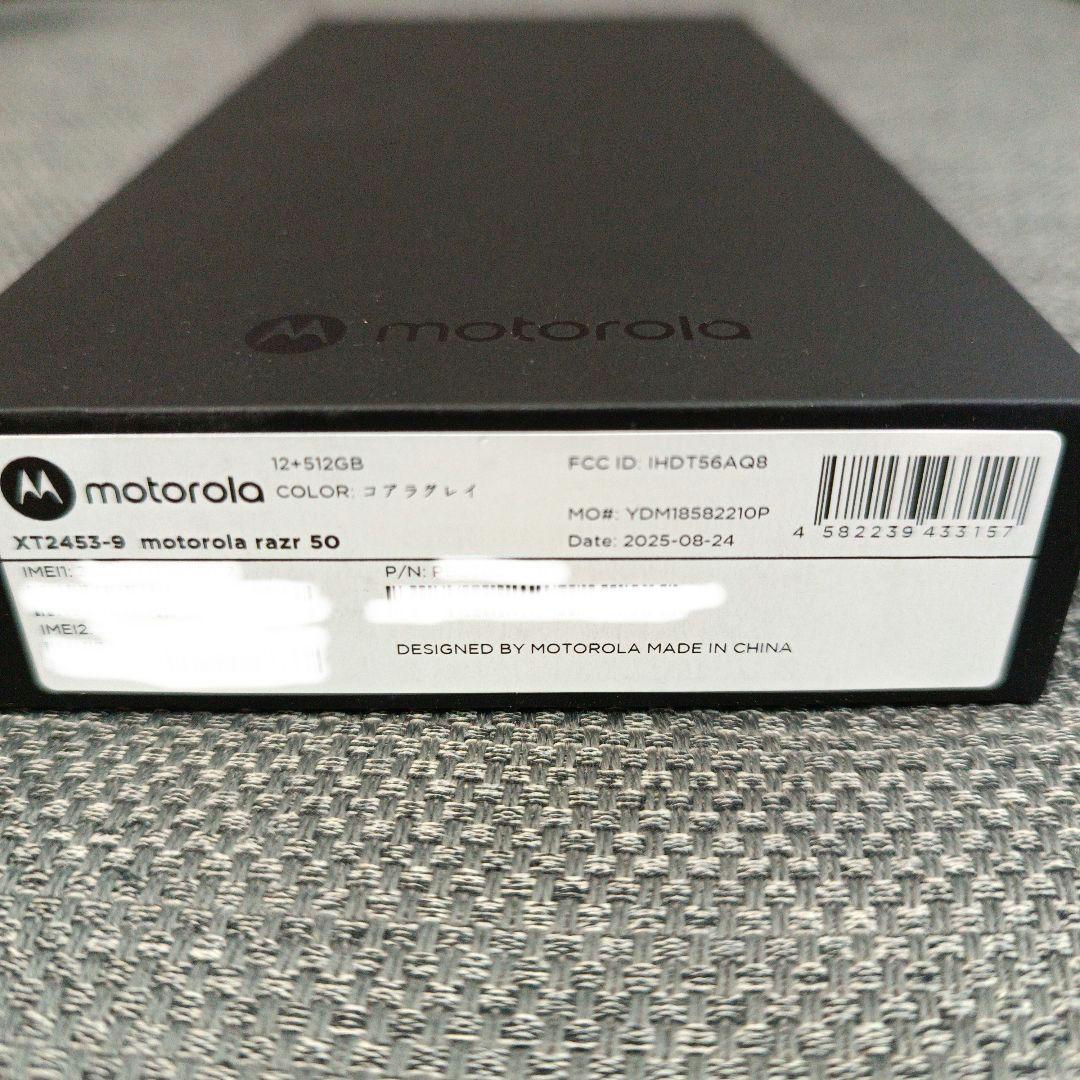 motorola
motorola
12+512GB
COLOR: コアラグレイ
XT2453-9 motorola razr 50
FCC ID: IHDT56AQ8
MO#: YDM18582210P
Date: 2025-08-24
4 582239 433157
IMEI1:
IMEI2
P/N: P
DESIGNED BY MOTOROLA MADE IN CHINA